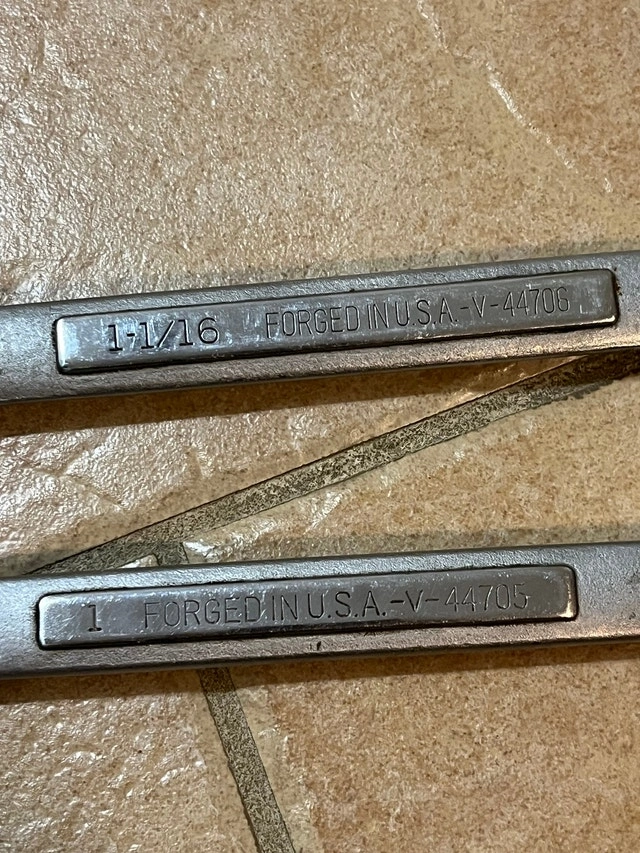 1-1/16 FORGED IN U.S.A.-V-44706
1 FORGED IN U.S.A.-V-44705